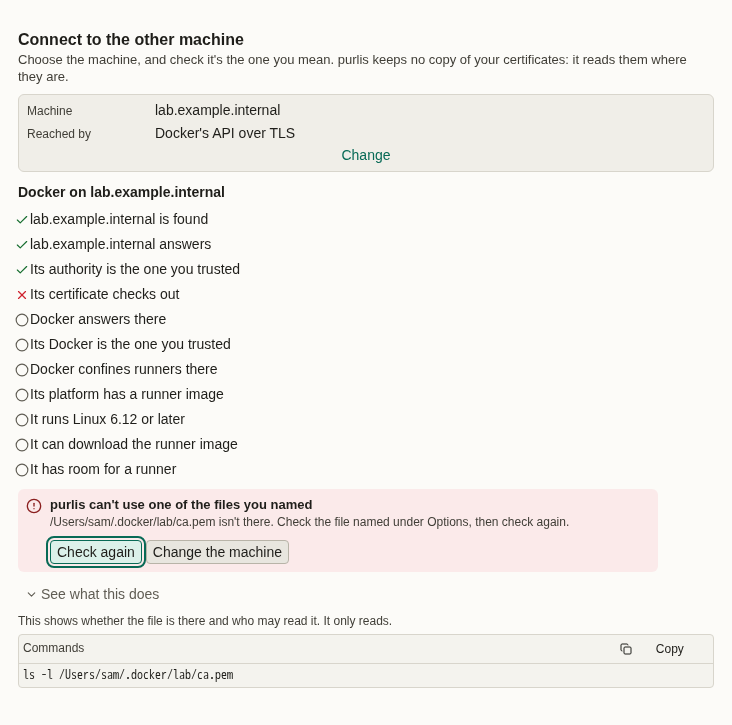 Connect to the other machine
Choose the machine, and check it's the one you mean. purlis keeps no copy of your certificates: it reads them where
they are.
Machine lab.example.internal
Reached by Docker's API over TLS
Change
Docker on lab.example.internal
lab.example.internal is found
lab.example.internal answers
Its authority is the one you trusted
Its certificate checks out
Docker answers there
Its Docker is the one you trusted
Docker confines runners there
Its platform has a runner image
It runs Linux 6.12 or later
It can download the runner image
It has room for a runner
purlis can't use one of the files you named
/Users/sam/.docker/lab/ca.pem isn't there. Check the file named under Options, then check again.
Check again Change the machine
See what this does
This shows whether the file is there and who may read it. It only reads.
Commands Copy
ls -l /Users/sam/.docker/lab/ca.pem